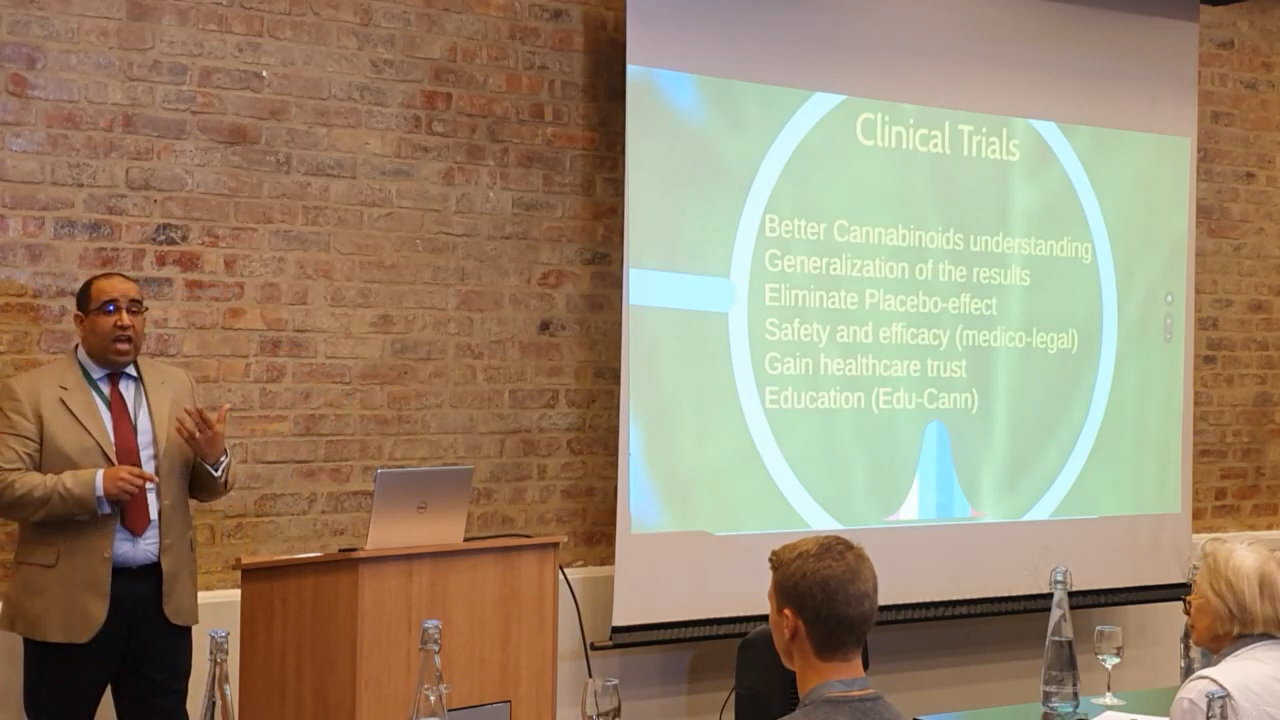 Clinical Trials
Better Cannabinoids understanding
Generalization of the results
Eliminate Placebo-effect
Safety and efficacy (medico-legal)
Gain healthcare trust
Education (Edu-Cann)
DELL